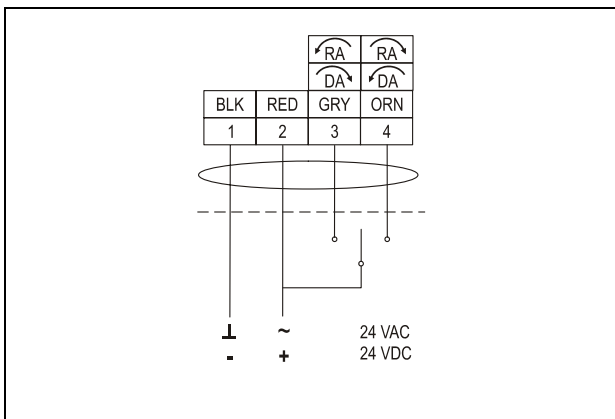 RA RA
DA DA
BLK RED GRY ORN
1 2 3 4
⊥ ~ 24 VAC
- + 24 VDC